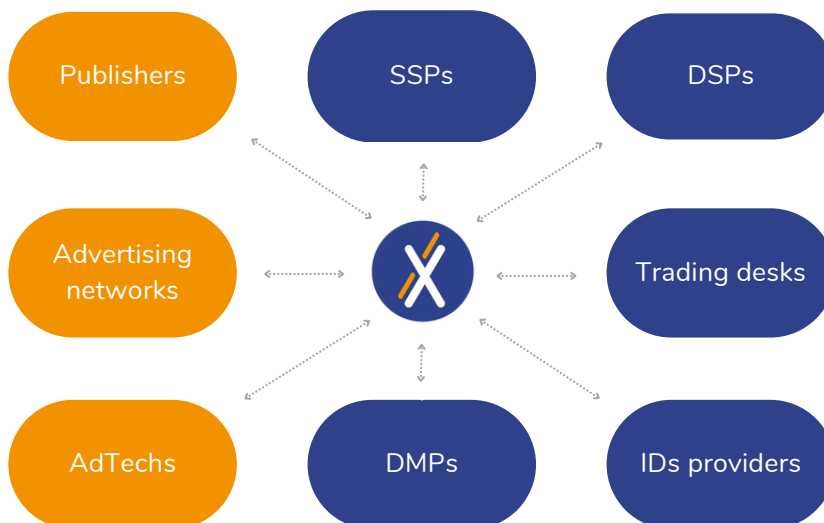 Publishers
SSPs
DSPs
Advertising
networks
Trading desks
AdTechs
DMPs
IDs providers